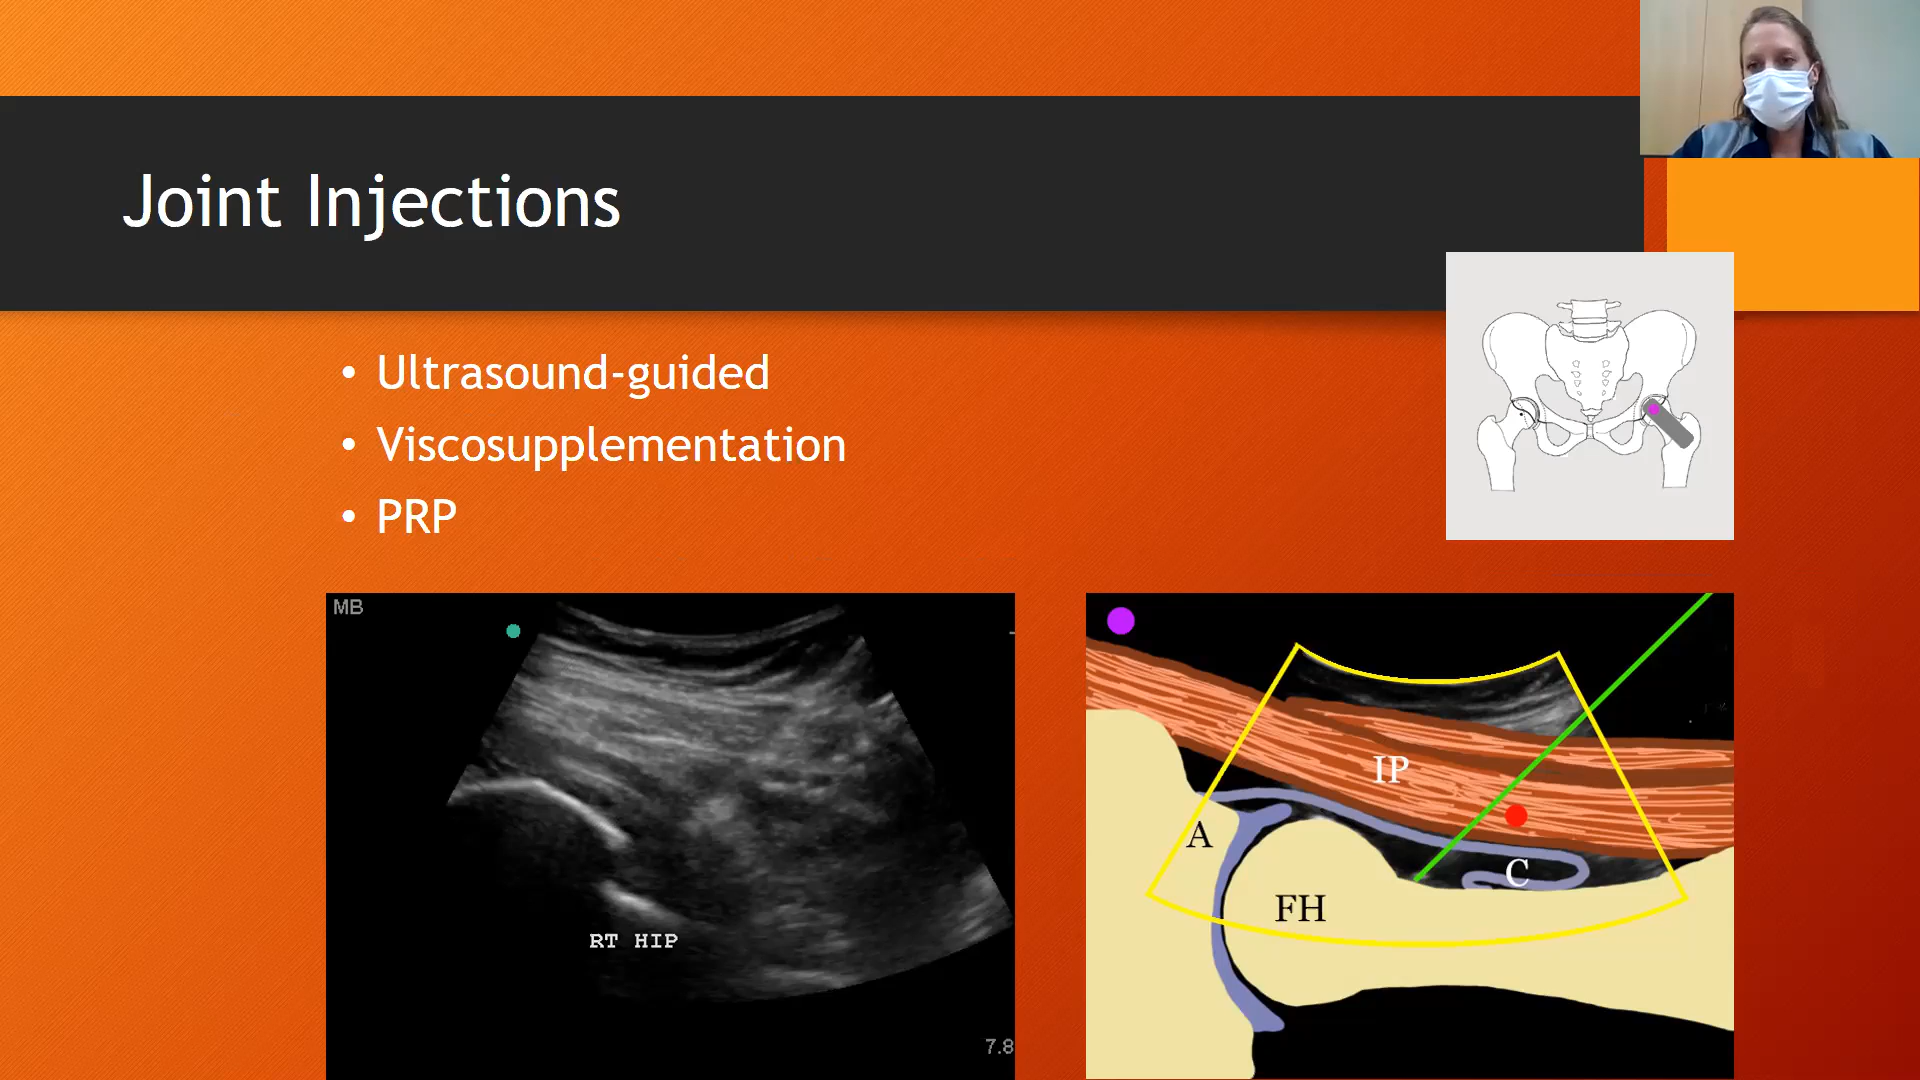 Joint Injections
• Ultrasound-guided
• Viscosupplementation
• PRP
MB
RT HIP
7.8
IP
A
C
FH